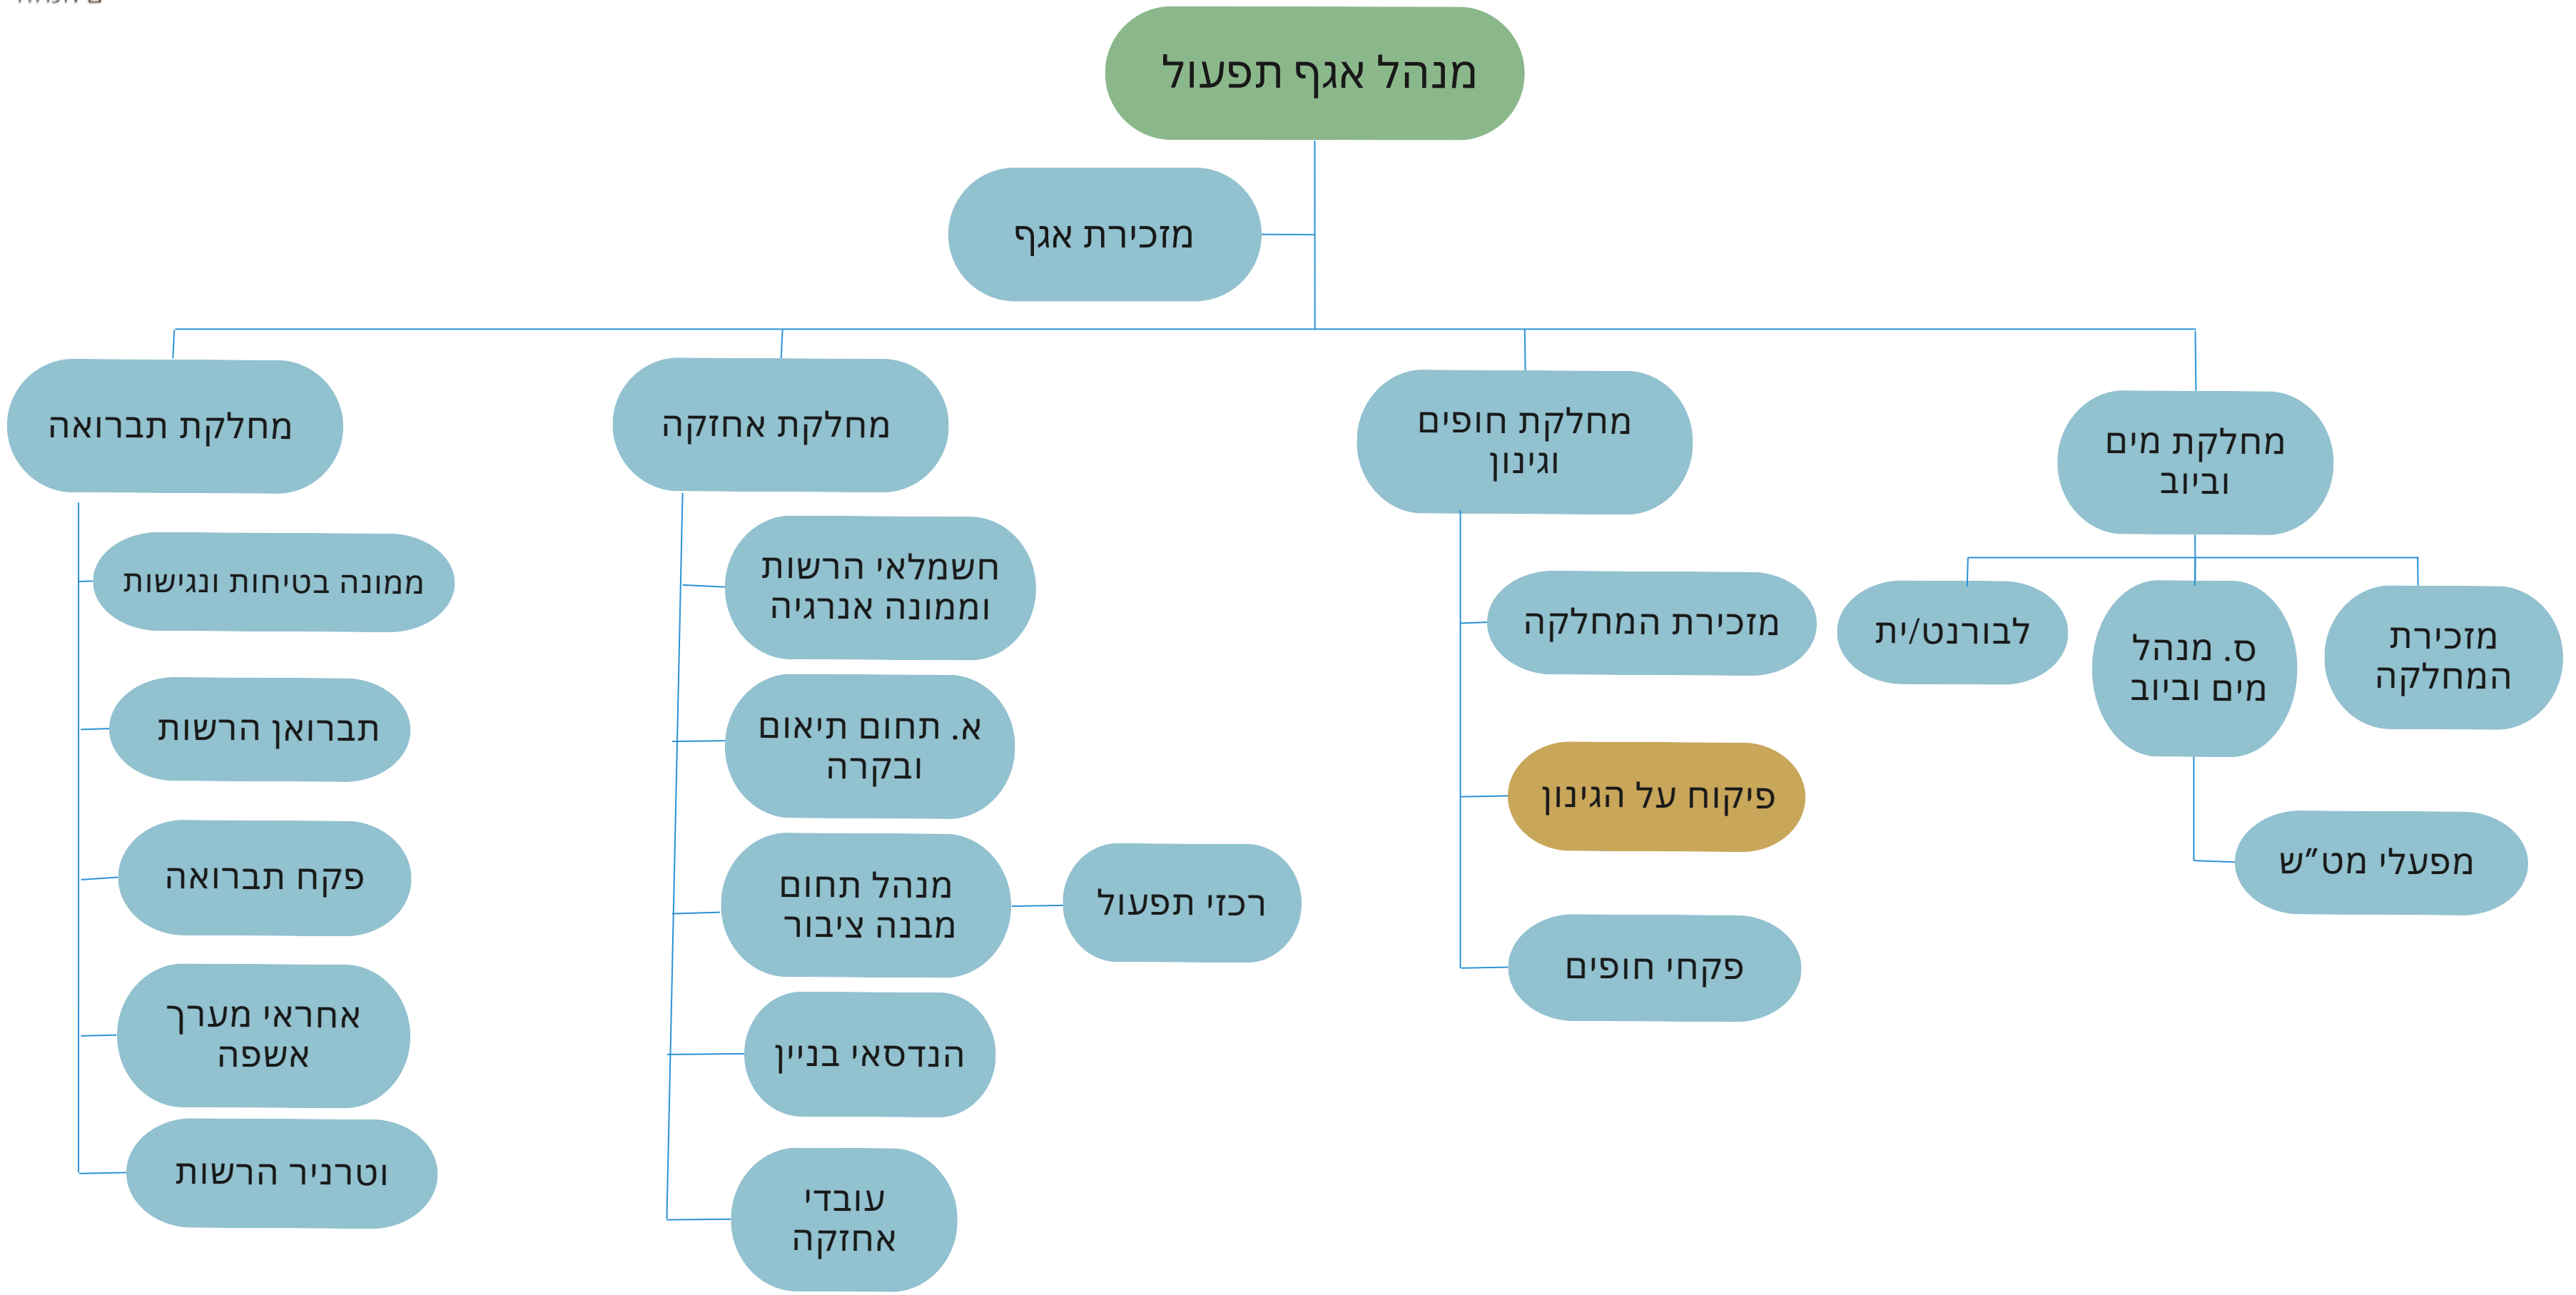 מנהל אגף תפעול
מזכירת אגף
מחלקת מים
וביוב
מזכירת
המחלקה
ס. מנהל
מים וביוב
לבורנט/ית
מפעלי מט״ש
מחלקת חופים
וגינון
מזכירת המחלקה
פיקוח על הגינון
פקחי חופים
מחלקת אחזקה
חשמלאי הרשות
וממונה אנרגיה
א. תחום תיאום
ובקרה
מנהל תחום
מבנה ציבור
רכזי תפעול
הנדסאי בניין
עובדי
אחזקה
מחלקת תברואה
ממונה בטיחות ונגישות
תברואן הרשות
פקח תברואה
אחראי מערך
אשפה
וטרניר הרשות